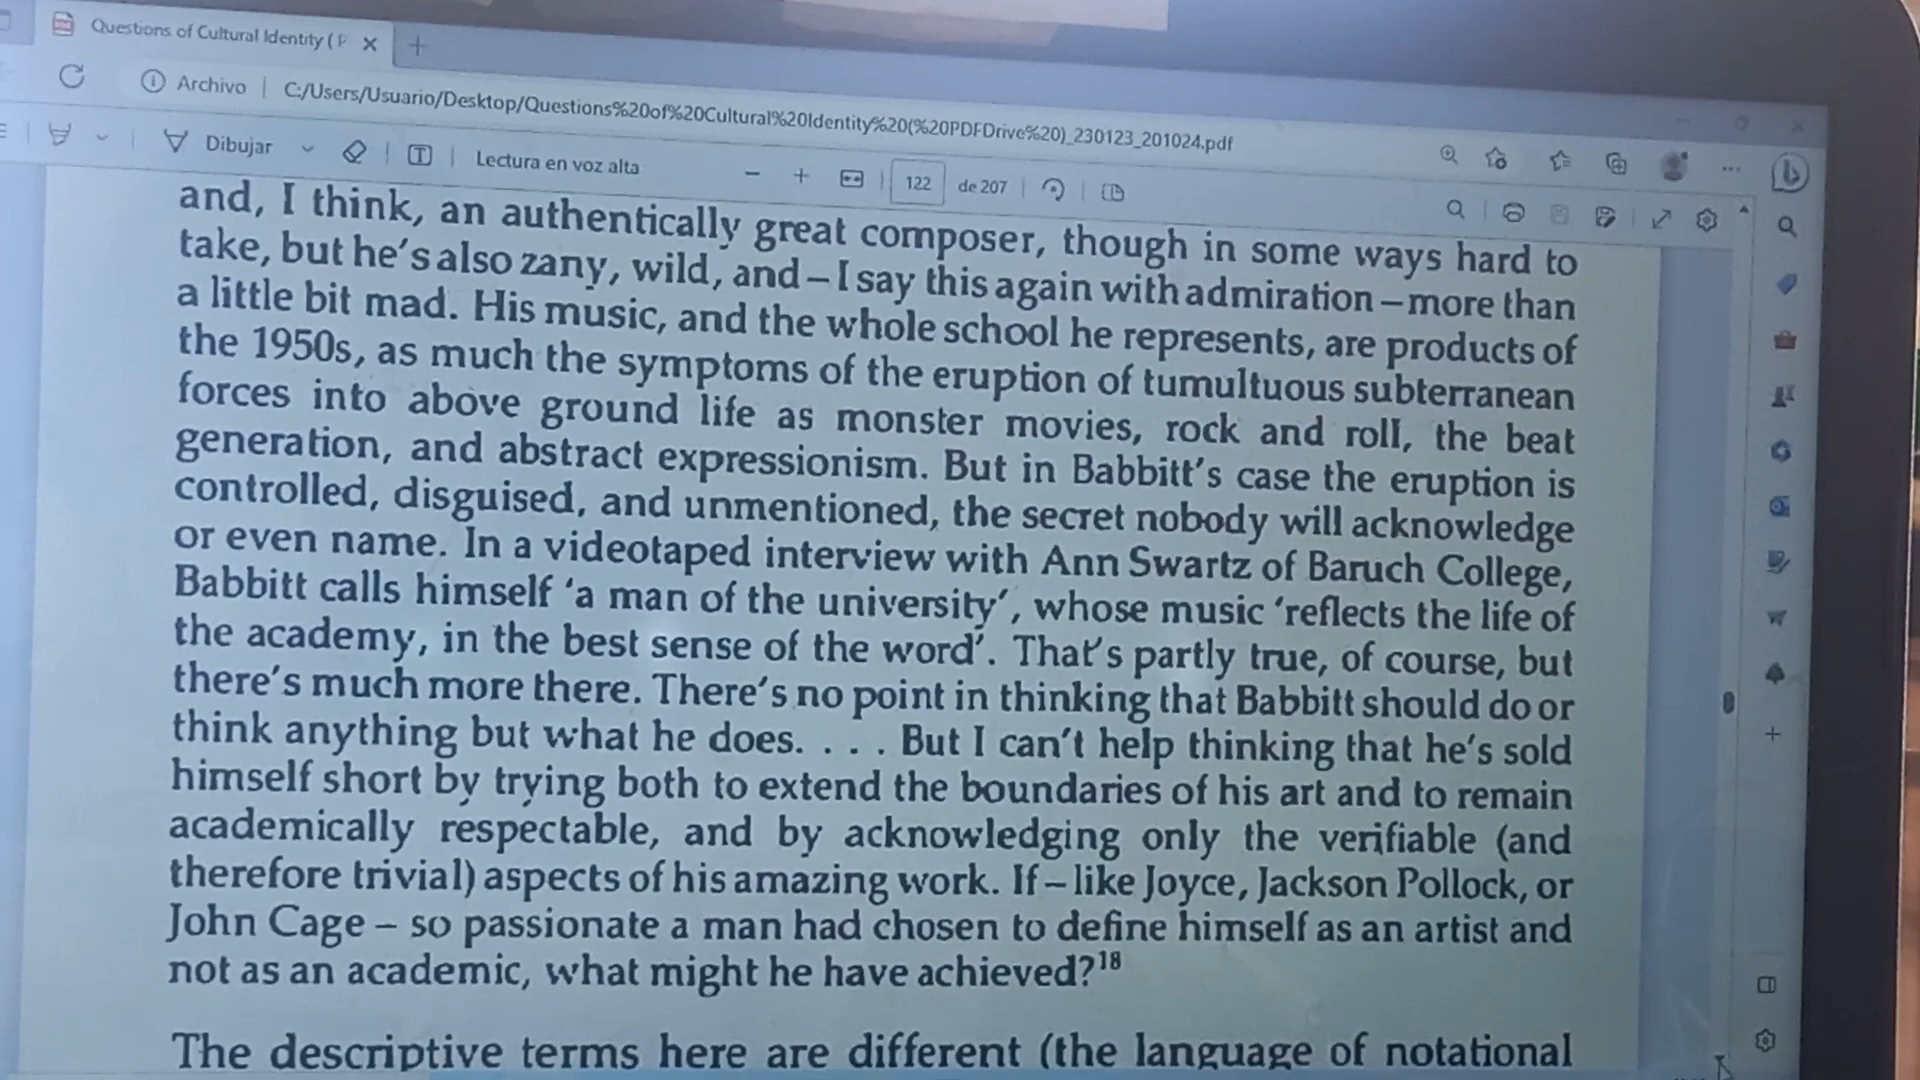 Questions of Cultural Identity ( P
Archivo
C:/Users/Usuario/Desktop/Questions%20of%20Cultural%20Identity%20(%20PDFDrive%20)_230123_201024.pdf
Dibujar
Lectura en voz alta
122 de 207
and, I think, an authentically great composer, though in some ways hard to
take, but he's also zany, wild, and – I say this again with admiration – more than
a little bit mad. His music, and the whole school he represents, are products of
the 1950s, as much the symptoms of the eruption of tumultuous subterranean
forces into above ground life as monster movies, rock and roll, the beat
generation, and abstract expressionism. But in Babbitt's case the eruption is
controlled, disguised, and unmentioned, the secret nobody will acknowledge
or even name. In a videotaped interview with Ann Swartz of Baruch College,
Babbitt calls himself 'a man of the university', whose music 'reflects the life of
the academy, in the best sense of the word'. That's partly true, of course, but
there's much more there. There's no point in thinking that Babbitt should do or
think anything but what he does. . . . But I can't help thinking that he's sold
himself short by trying both to extend the boundaries of his art and to remain
academically respectable, and by acknowledging only the verifiable (and
therefore trivial) aspects of his amazing work. If – like Joyce, Jackson Pollock, or
John Cage – so passionate a man had chosen to define himself as an artist and
not as an academic, what might he have achieved?18
The descriptive terms here are different (the language of notational